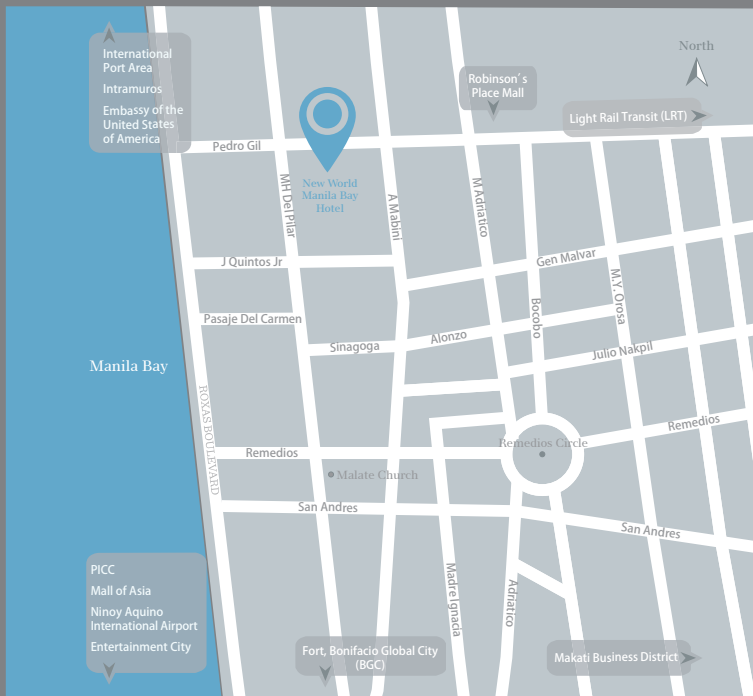 International
Port Area
Intramuros
Embassy of the
United States
of America
North
Robinson's
Place Mall
Light Rail Transit (LRT)
Pedro Gil
New World
Manila Bay
Hotel
MH Del Pilar
A Mabini
M Adriatico
J Quintos Jr
Gen Malvar
M.Y. Orosa
Bocobo
Pasaje Del Carmen
Sinagoga
Alonzo
Julio Nakpil
Manila Bay
ROXAS BOULEVARD
Remedios
Remedios Circle
Remedios
Malate Church
San Andres
San Andres
Madre Ignacia
Adriatico
PICC
Mall of Asia
Ninoy Aquino
International Airport
Entertainment City
Fort, Bonifacio Global City
(BGC)
Makati Business District